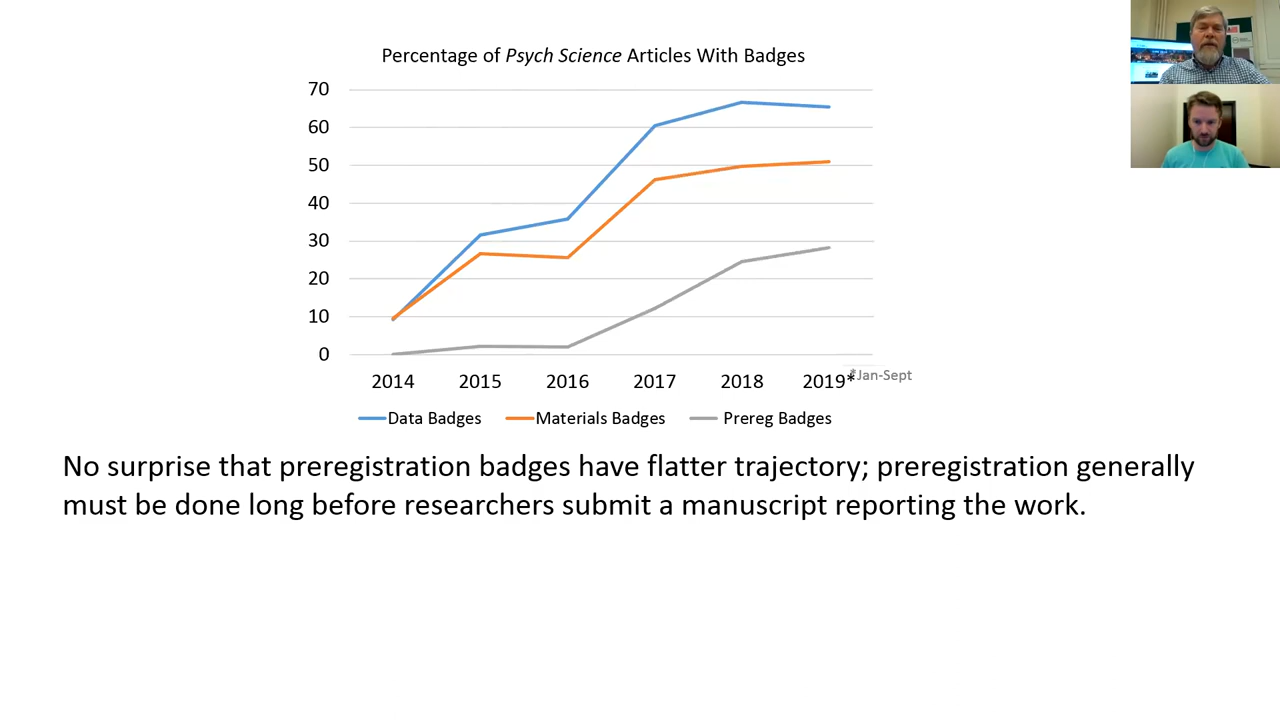 Percentage of Psych Science Articles With Badges
70
60
50
40
30
20
10
0
2014 2015 2016 2017 2018 2019*
*Jan-Sept
Data Badges Materials Badges Prereg Badges
No surprise that preregistration badges have flatter trajectory; preregistration generally
must be done long before researchers submit a manuscript reporting the work.